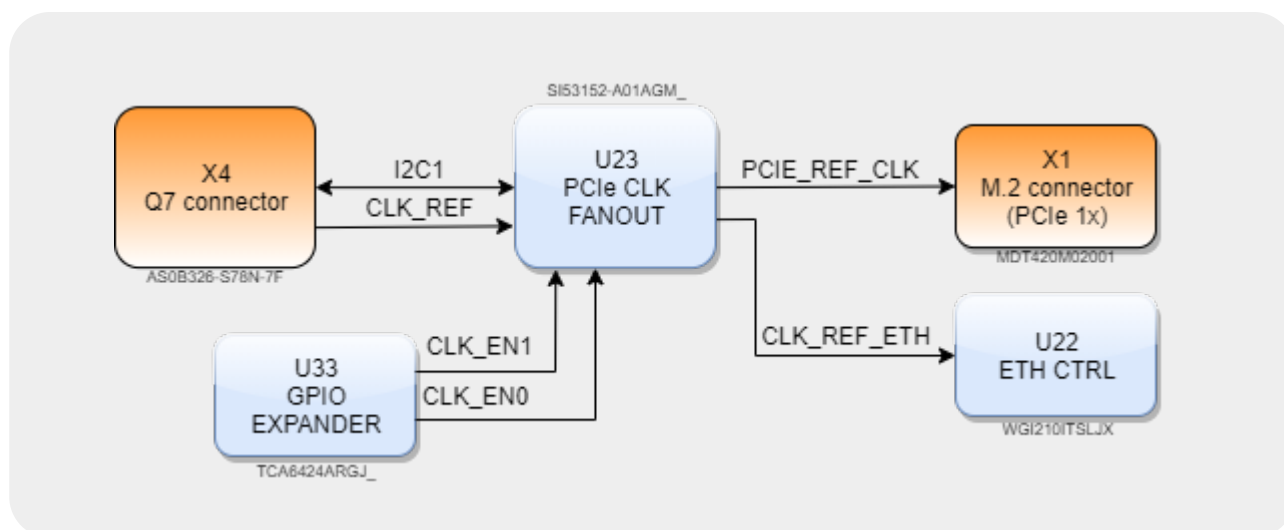 SI53152-A01AGM_
X4
Q7 connector
AS0B326-S78N-7F
I2C1
CLK_REF
U23
PCIe CLK
FANOUT
PCIE_REF_CLK
X1
M.2 connector
(PCIe 1x)
MDT420M02001
CLK_REF_ETH
U22
ETH CTRL
WGI210ITSLJX
CLK_EN1
CLK_EN0
U33
GPIO
EXPANDER
TCA6424ARGJ_